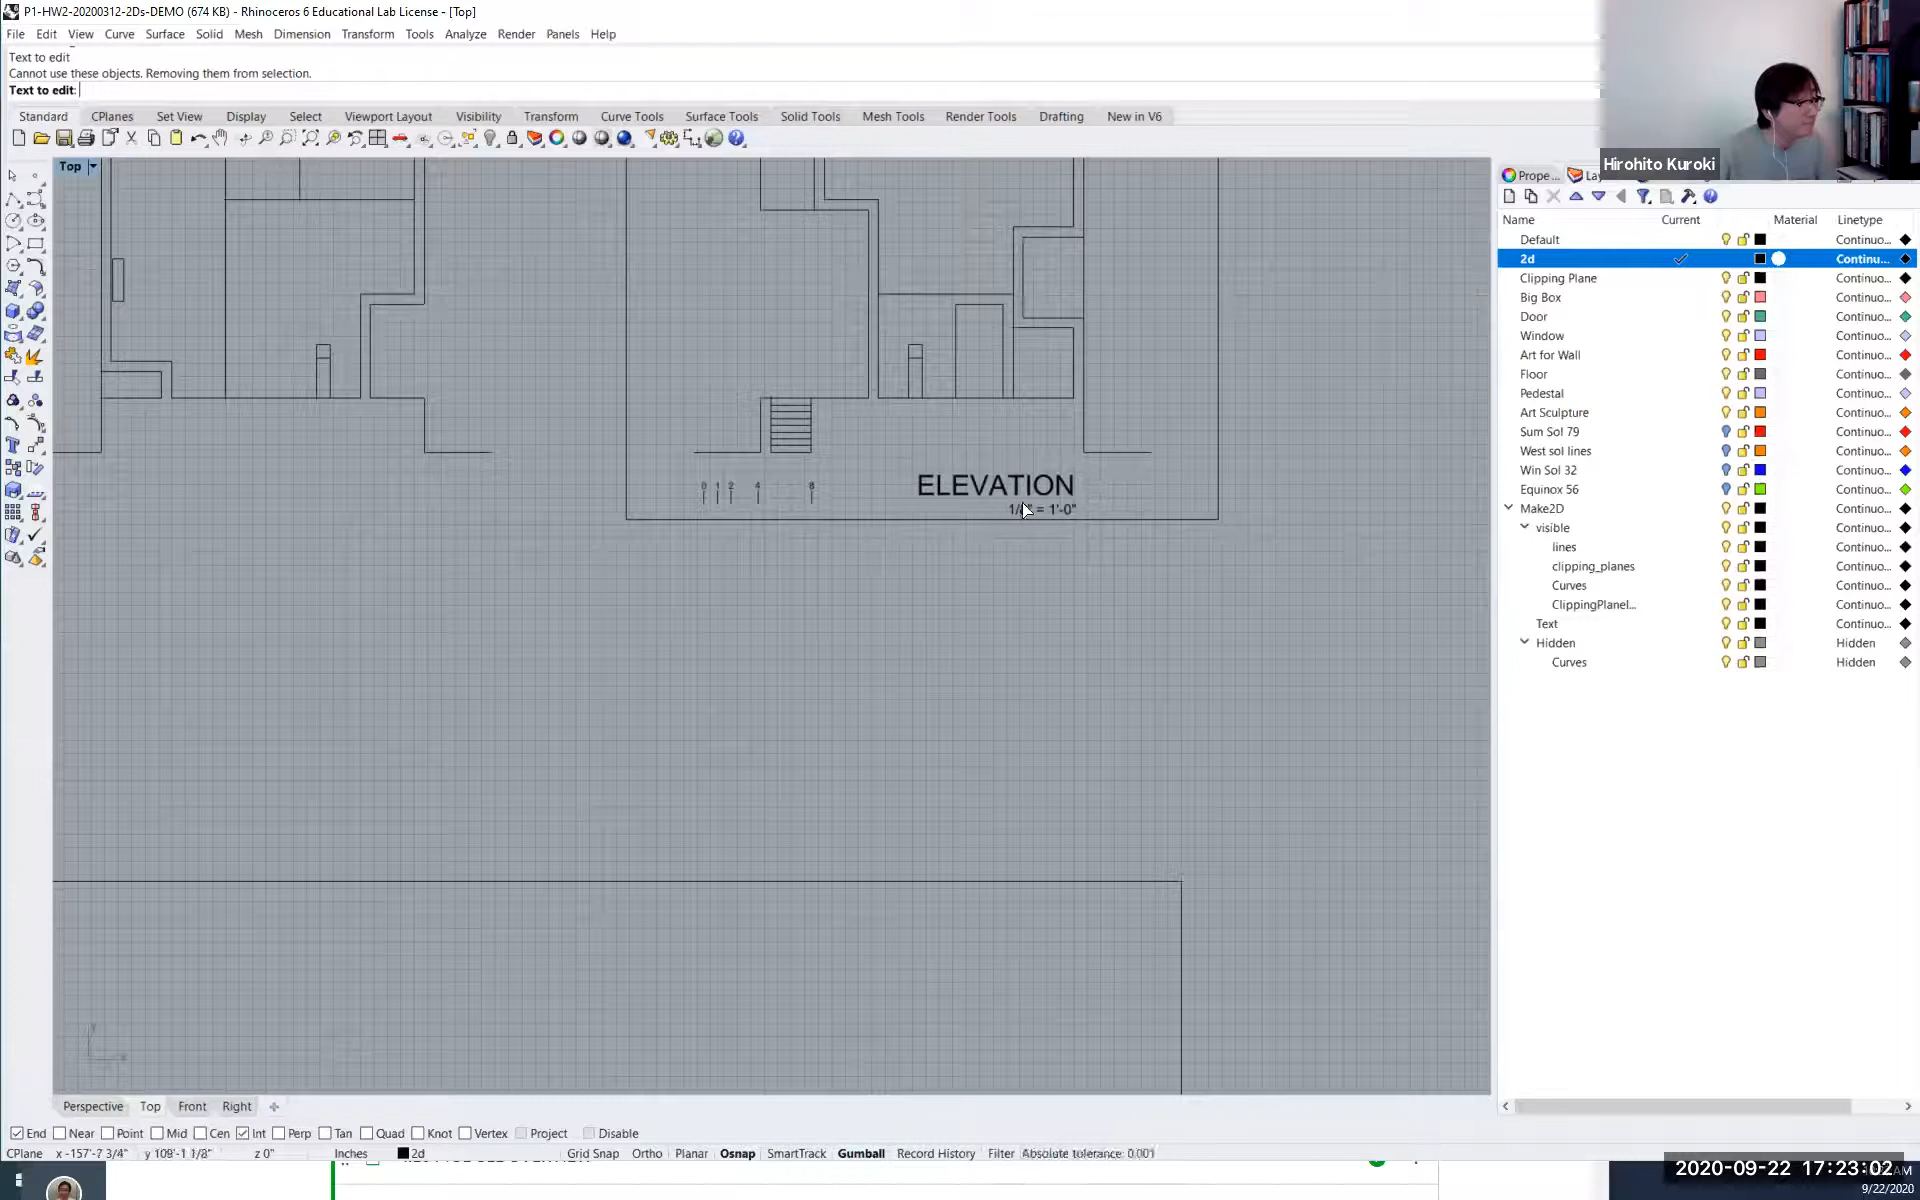 P1-HW2-20200312-2Ds-DEMO (674 KB) - Rhinoceros 6 Educational Lab License - [Top]
File Edit View Curve Surface Solid Mesh Dimension Transform Tools Analyze Render Panels Help
Text to edit
Cannot use these objects. Removing them from selection.
Text to edit:
Standard CPlanes Set View Display Select Viewport Layout Visibility Transform Curve Tools Surface Tools Solid Tools Mesh Tools Render Tools Drafting New in V6
Hirohito Kuroki
Top
Prope... Lay
Name Current Material Linetype
Default Continuo...
2d Continu...
Clipping Plane Continuo...
Big Box Continuo...
Door Continuo...
Window Continuo...
Art for Wall Continuo...
Floor Continuo...
Pedestal Continuo...
Art Sculpture Continuo...
Sum Sol 79 Continuo...
West sol lines Continuo...
Win Sol 32 Continuo...
Equinox 56 Continuo...
Make2D Continuo...
visible Continuo...
lines Continuo...
clipping_planes Continuo...
Curves Continuo...
ClippingPlanel... Continuo...
Text Continuo...
Hidden Hidden
Curves Hidden
0 1 2 4 8
ELEVATION
= 1'-0"
Perspective Top Front Right
End Near Point Mid Cen Int Perp Tan Quad Knot Vertex Project Disable
CPlane x -157'-7 3/4" y 109'-1 1/8" z 0" Inches 2d Grid Snap Ortho Planar Osnap SmartTrack Gumball Record History Filter Absolute tolerance: 0.001
2020-09-22 17:23:02
9/22/2020